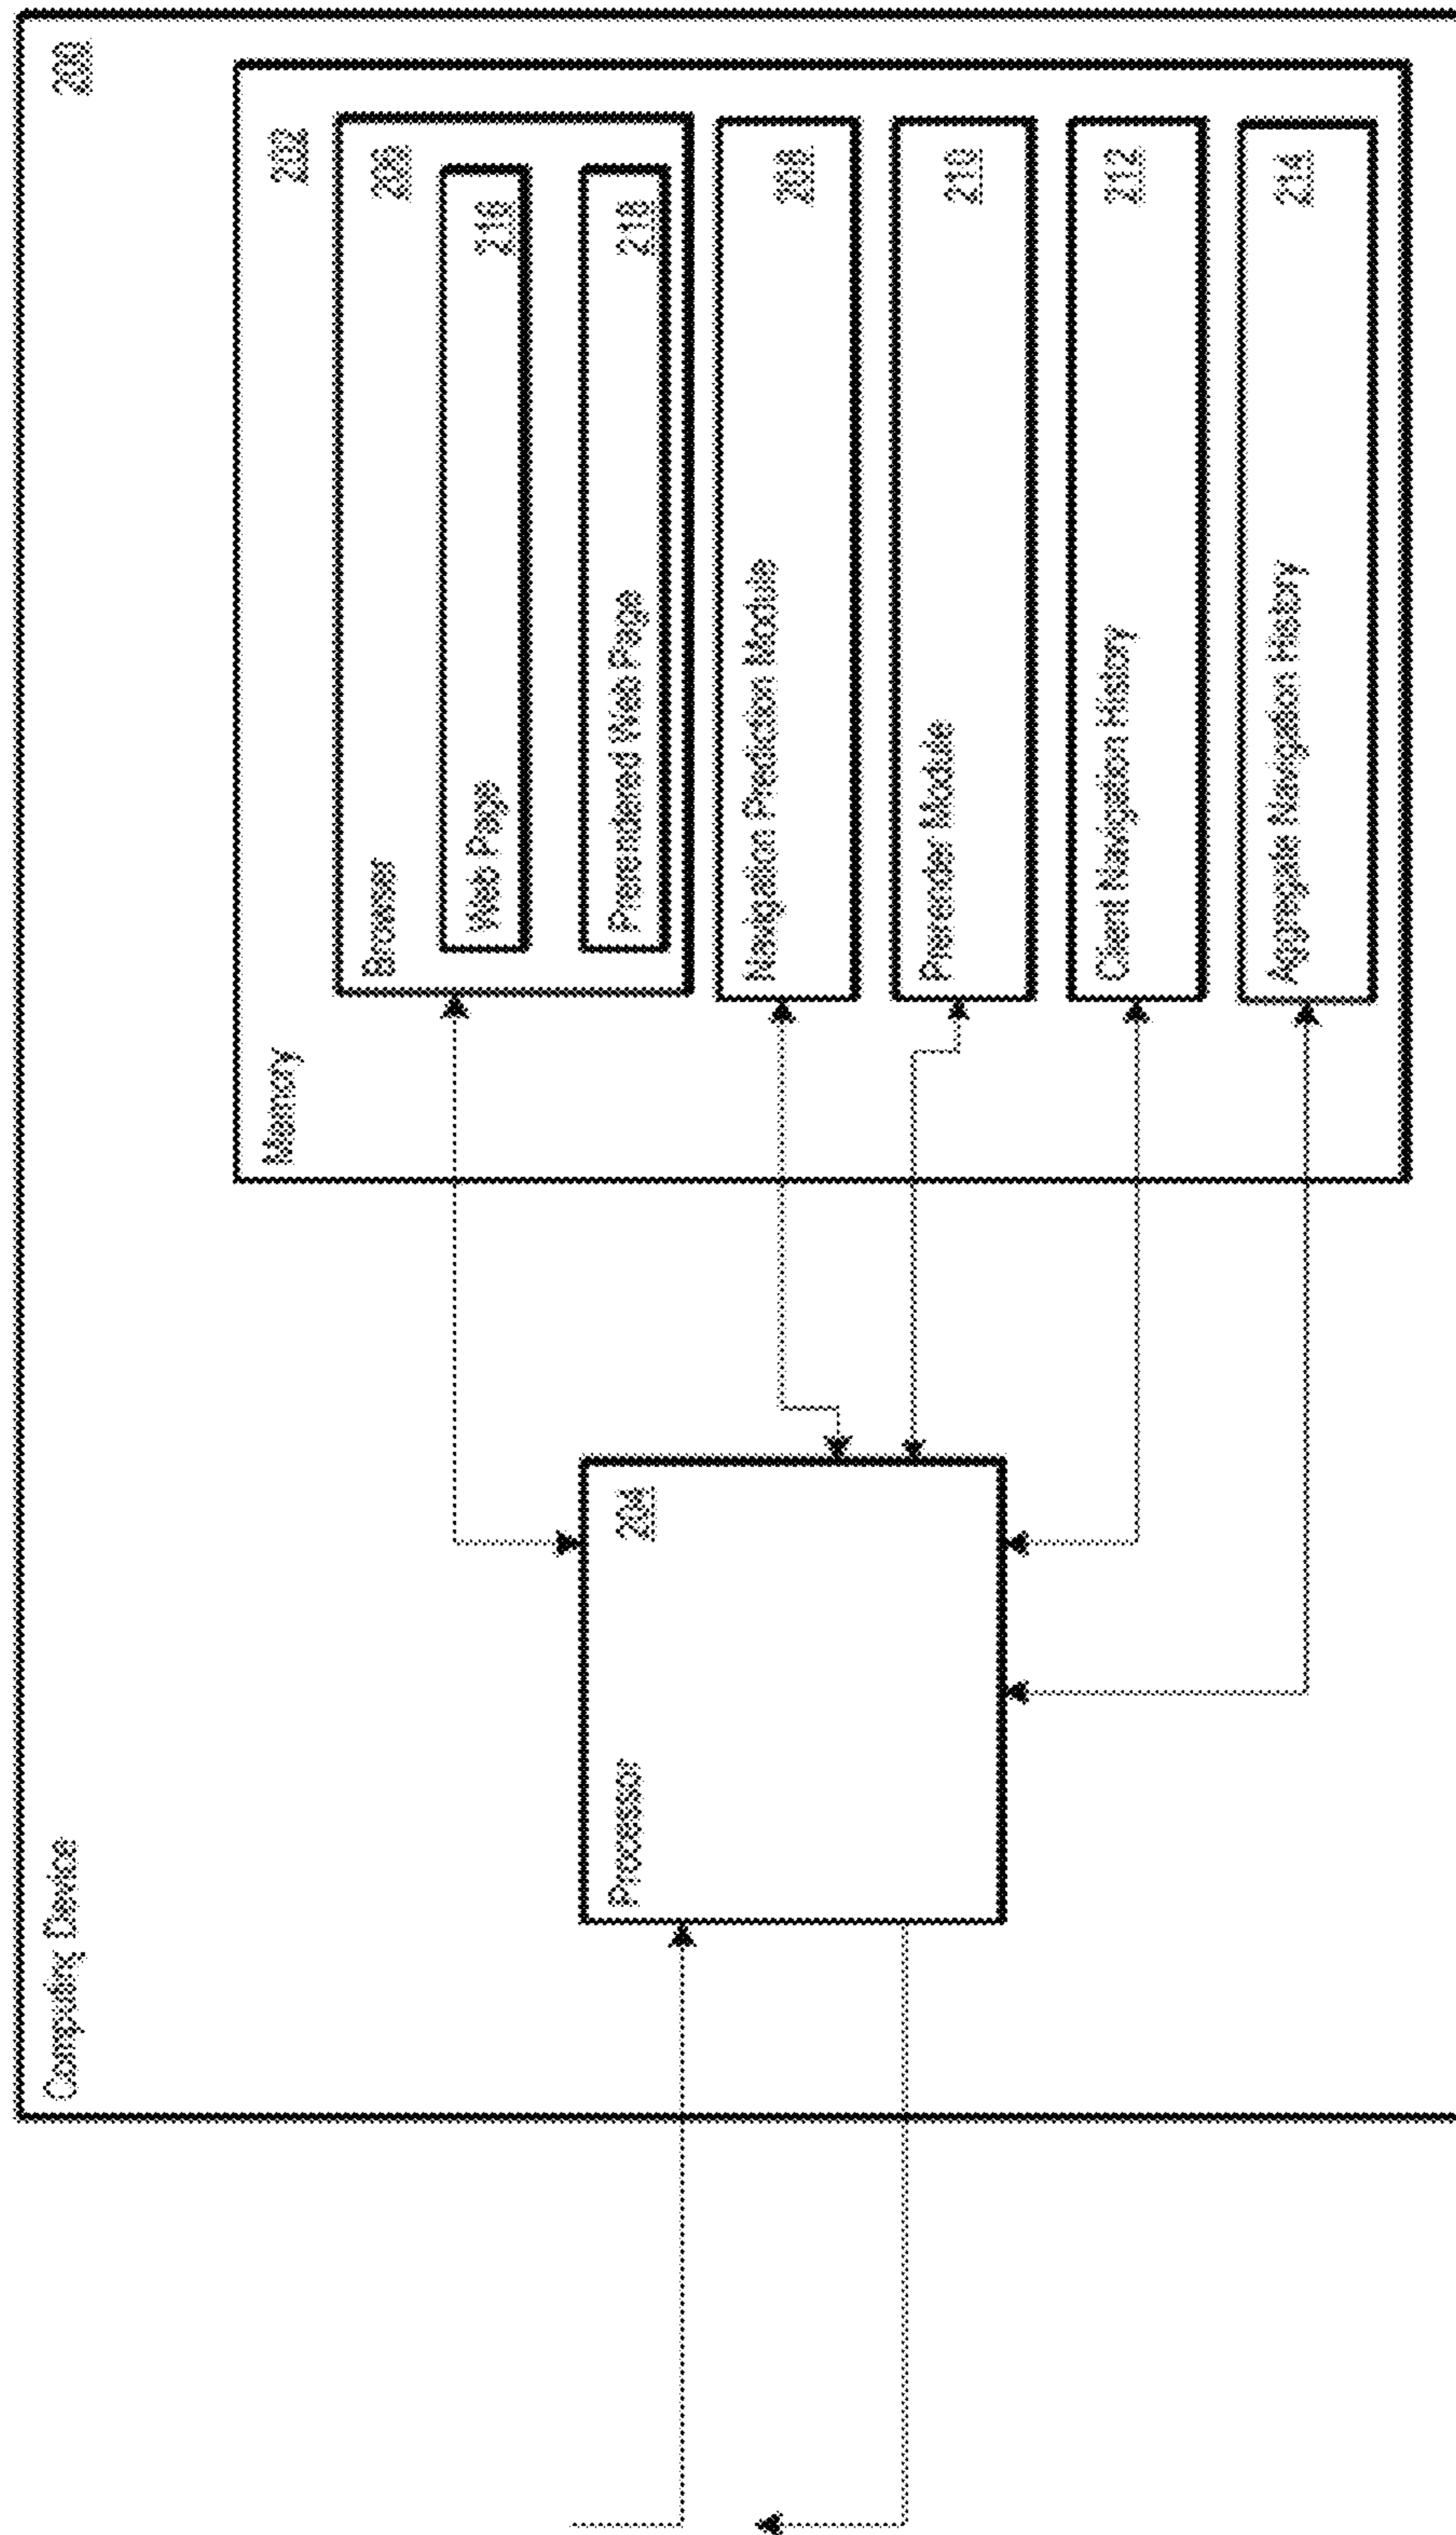 Computing Device 200
Memory 202
Browser 206
Web Page 216
Prerendered Web Page 218
Processor 204
Navigation Prediction Module 208
Prerender Module 210
Client Navigation History 212
Aggregate Navigation History 214